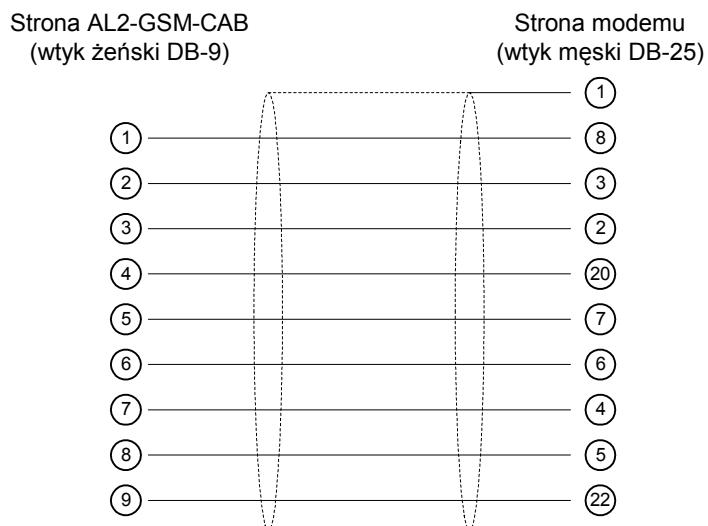 Strona AL2-GSM-CAB
(wtyk żeński DB-9)
Strona modemu
(wtyk męski DB-25)
1
1 8
2 3
3 2
4 20
5 7
6 6
7 4
8 5
9 22